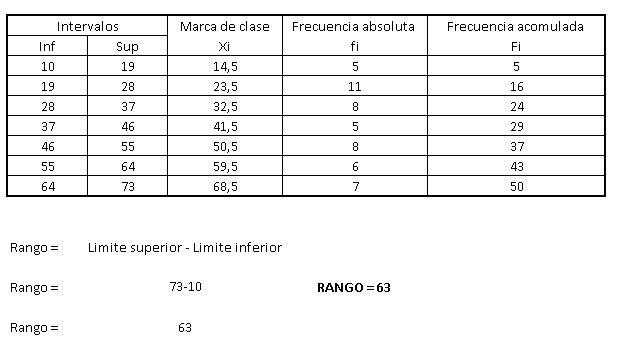 Intervalos Marca de clase Frecuencia absoluta Frecuencia acomulada
Inf Sup Xi fi Fi
10 19 14,5 5 5
19 28 23,5 11 16
28 37 32,5 8 24
37 46 41,5 5 29
46 55 50,5 8 37
55 64 59,5 6 43
64 73 68,5 7 50
Rango = Limite superior - Limite inferior
Rango = 73-10 RANGO = 63
Rango = 63